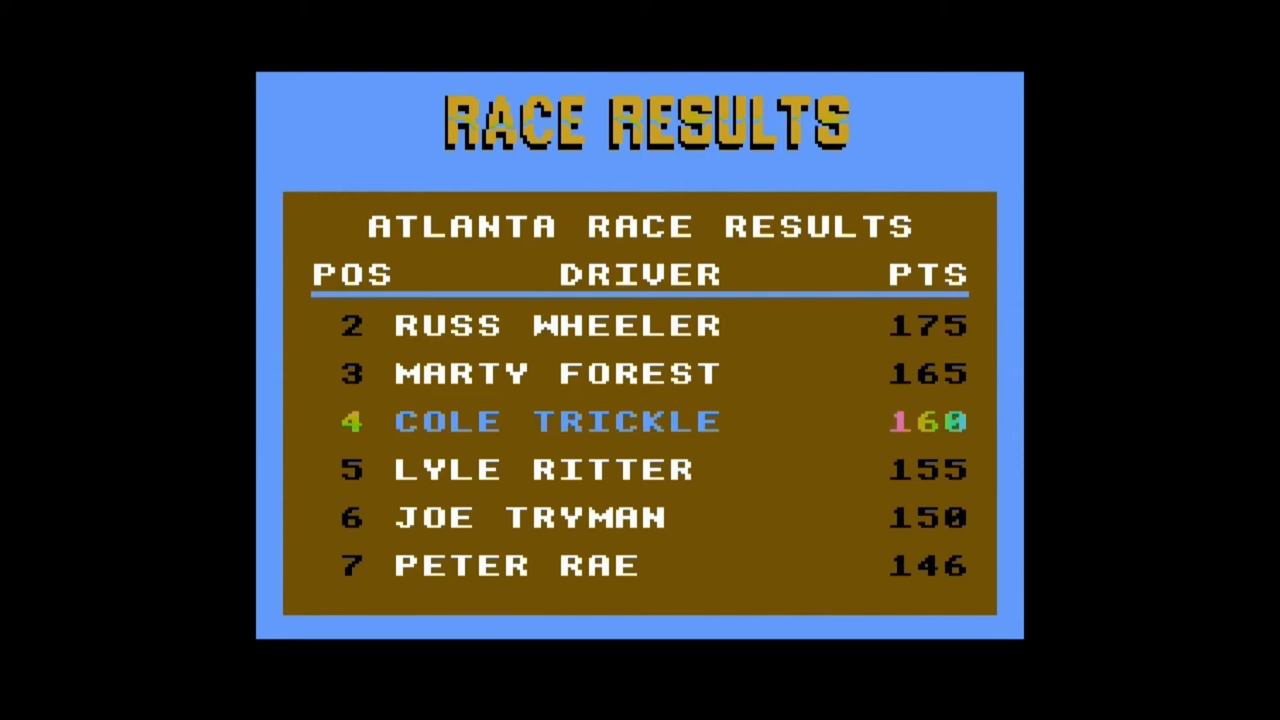 RACE RESULTS
ATLANTA RACE RESULTS
POS DRIVER PTS
2 RUSS WHEELER 175
3 MARTY FOREST 165
4 COLE TRICKLE 160
5 LYLE RITTER 155
6 JOE TRYMAN 150
7 PETER RAE 146